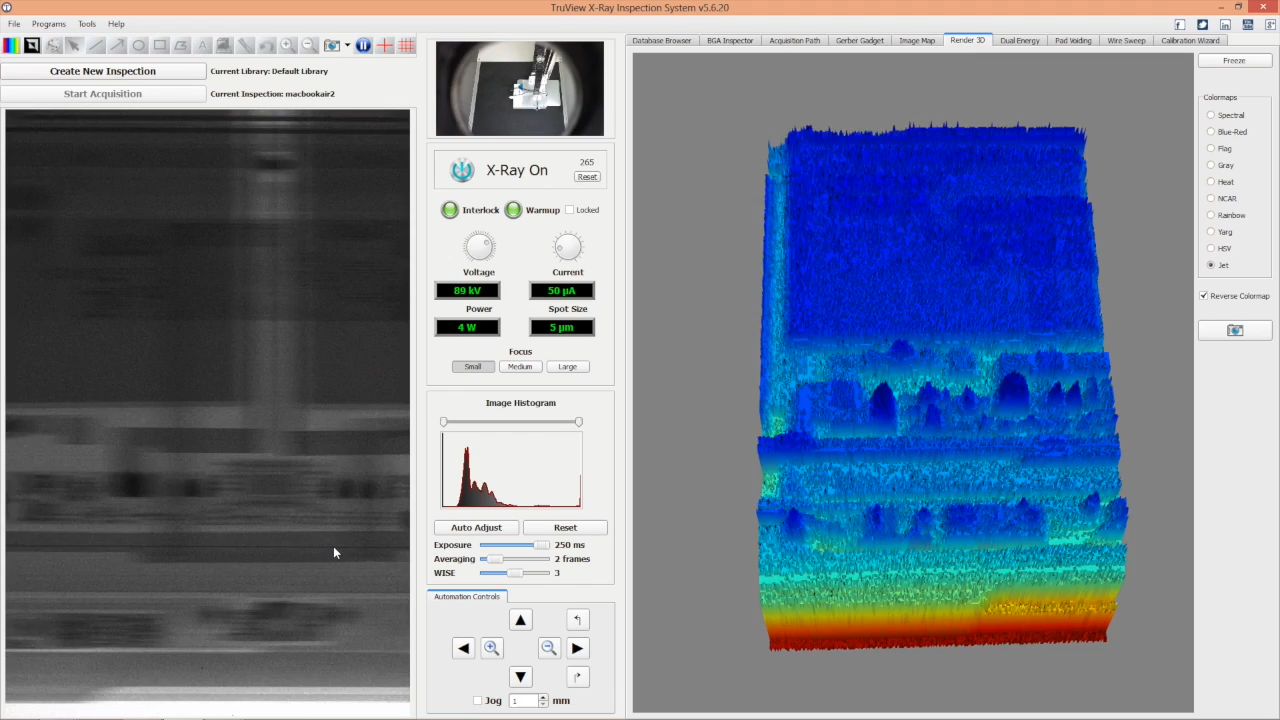 TruView X-Ray Inspection System v5.6.20
File Programs Tools Help
Create New Inspection Current Library: Default Library
Start Acquisition Current Inspection: macbookair2
X-Ray On 265
Reset
Interlock Warmup Locked
Voltage Current
89 kV 50 µA
Power Spot Size
4 W 5 µm
Focus
Small Medium Large
Image Histogram
Auto Adjust Reset
Exposure 250 ms
Averaging 2 frames
WISE 3
Automation Controls
Jog 1 mm
Database Browser BGA Inspector Acquisition Path Gerber Gadget Image Map Render 3D Dual Energy Pad Voiding Wire Sweep Calibration Wizard
Freeze
Colormaps
Spectral
Blue-Red
Flag
Gray
Heat
NCAR
Rainbow
Yarg
HSV
Jet
Reverse Colormap